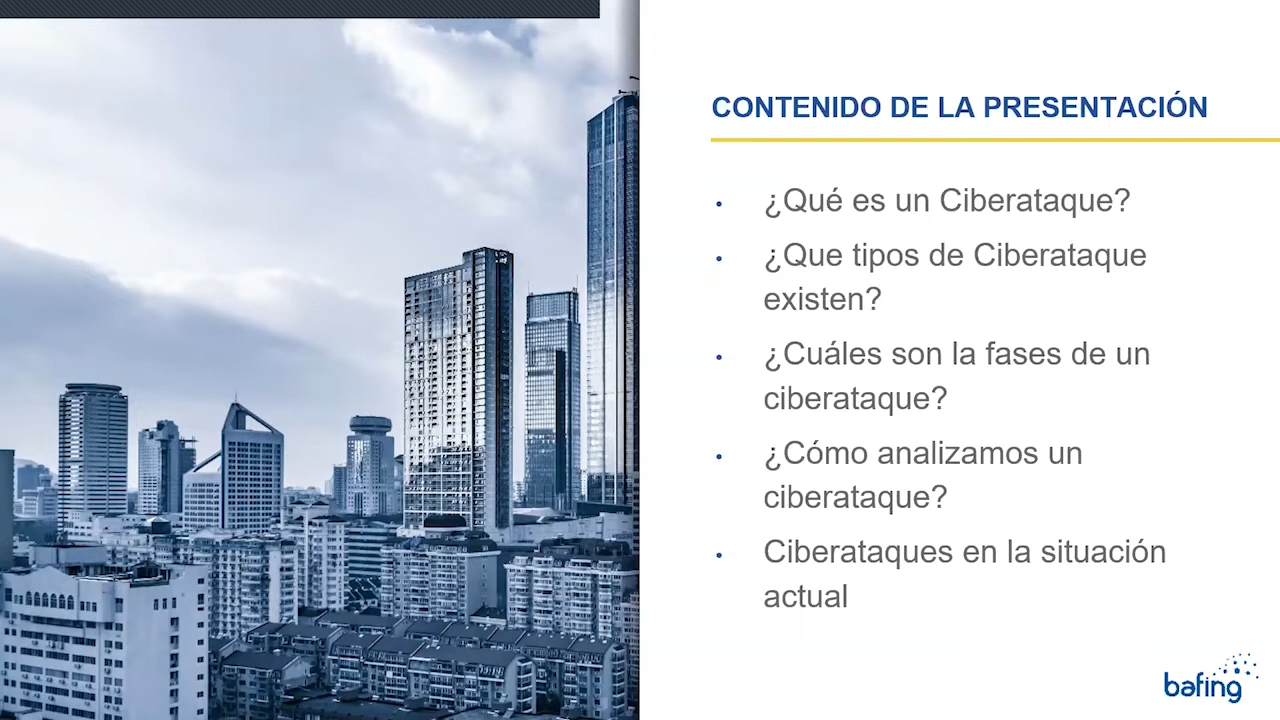 CONTENIDO DE LA PRESENTACIÓN
• ¿Qué es un Ciberataque?
• ¿Que tipos de Ciberataque
existen?
• ¿Cuáles son la fases de un
ciberataque?
• ¿Cómo analizamos un
ciberataque?
• Ciberataques en la situación
actual
bafing